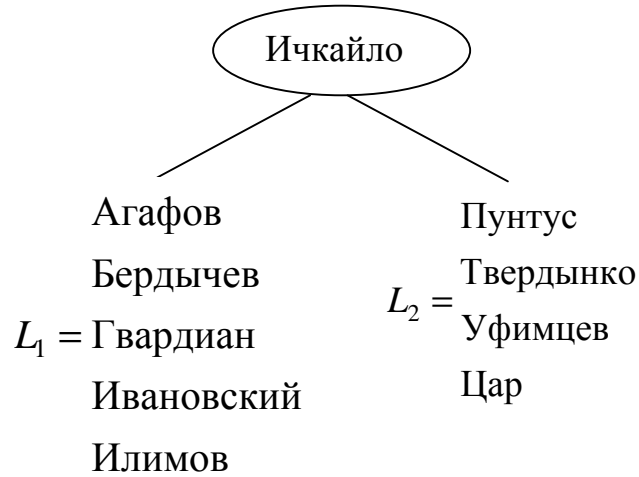 Ичкайло
Агафов
Бердычев
L₁ = Гвардиан
Ивановский
Илимов
Пунтус
Твердынко
L₂ =
Уфимцев
Цар